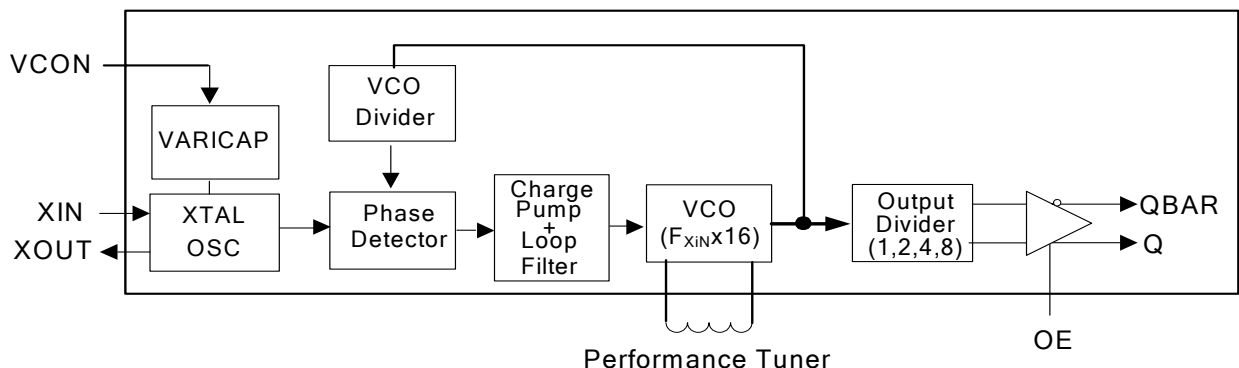 VCON
VCO
Divider
VARICAP
XIN
XOUT
XTAL
OSC
Phase
Detector
Charge
Pump
+
Loop
Filter
VCO
(FXiNx16)
Output
Divider
(1,2,4,8)
QBAR
Q
OE
Performance Tuner